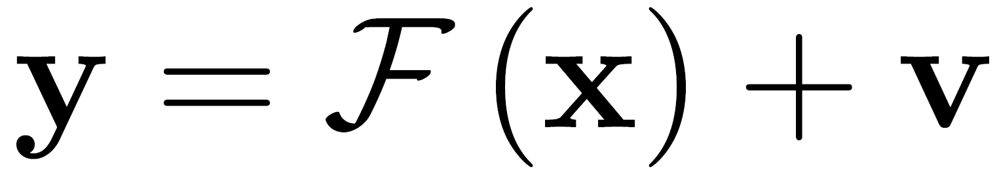 𝐲 = ℱ(𝐱) + 𝐯